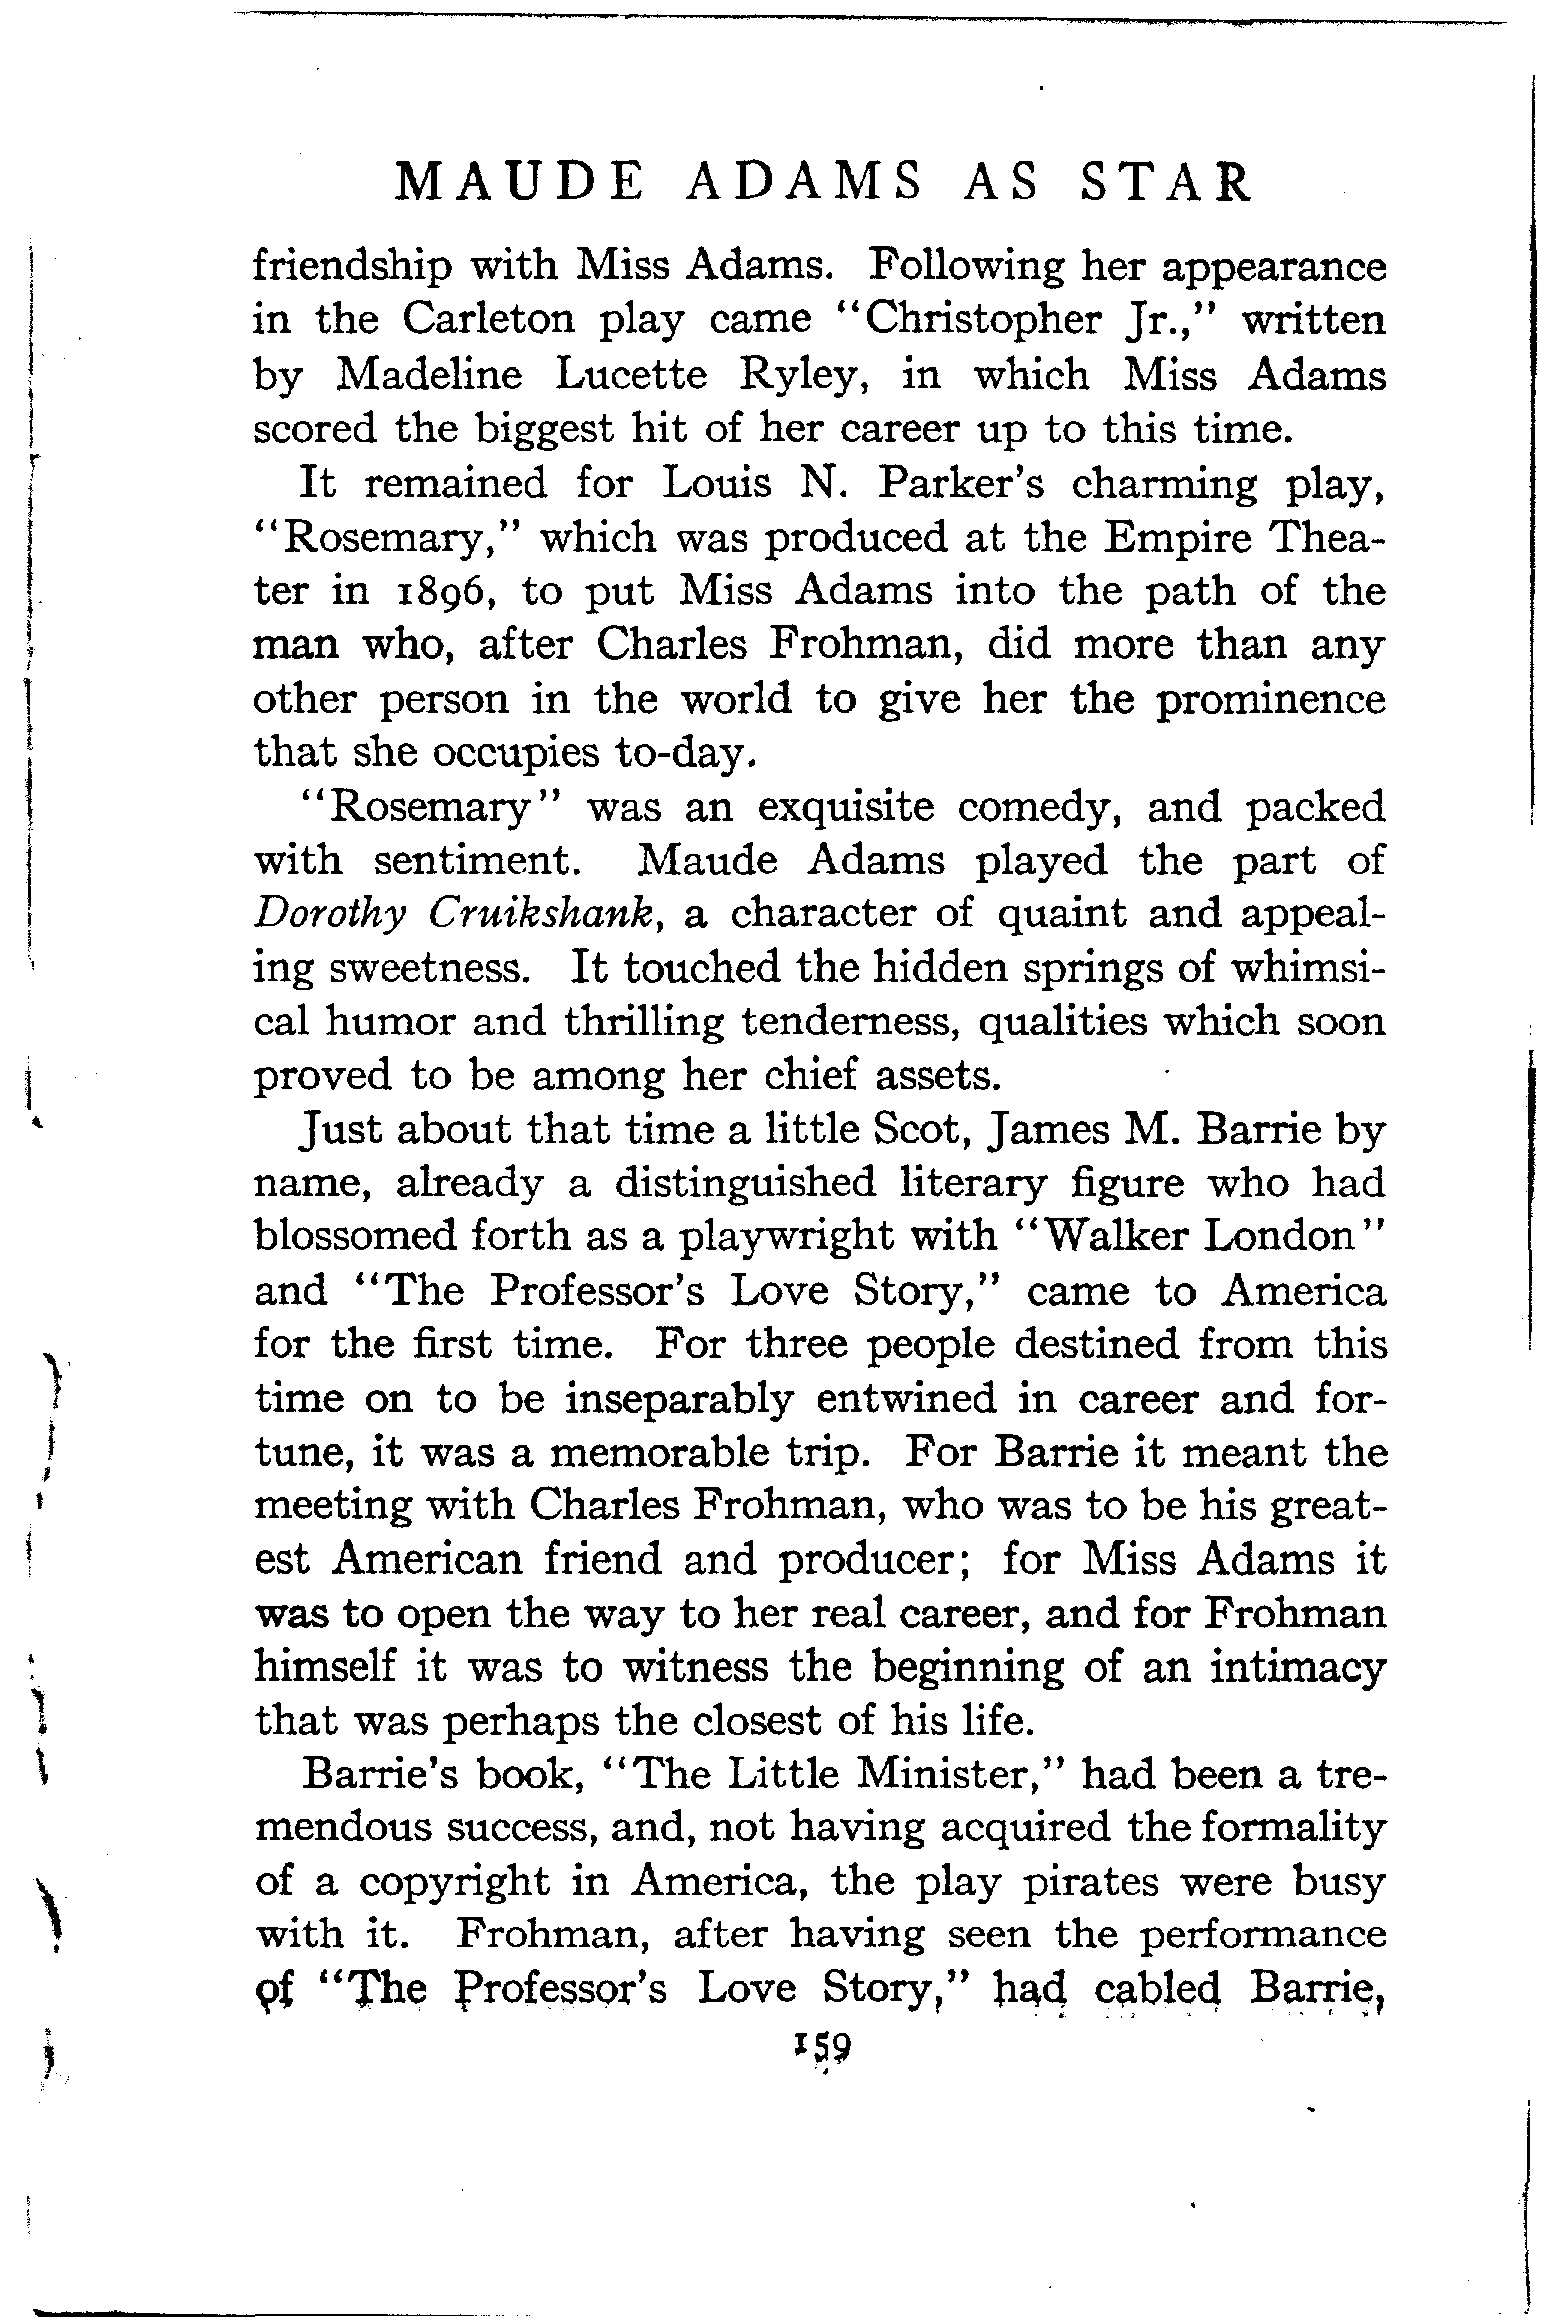 MAUDE ADAMS AS STAR
friendship with Miss Adams. Following her appearance
in the Carleton play came "Christopher Jr.," written
by Madeline Lucette Ryley, in which Miss Adams
scored the biggest hit of her career up to this time.
It remained for Louis N. Parker's charming play,
"Rosemary," which was produced at the Empire Thea-
ter in 1896, to put Miss Adams into the path of the
man who, after Charles Frohman, did more than any
other person in the world to give her the prominence
that she occupies to-day.
"Rosemary" was an exquisite comedy, and packed
with sentiment. Maude Adams played the part of
Dorothy Cruikshank, a character of quaint and appeal-
ing sweetness. It touched the hidden springs of whimsi-
cal humor and thrilling tenderness, qualities which soon
proved to be among her chief assets.
Just about that time a little Scot, James M. Barrie by
name, already a distinguished literary figure who had
blossomed forth as a playwright with "Walker London"
and "The Professor's Love Story," came to America
for the first time. For three people destined from this
time on to be inseparably entwined in career and for-
tune, it was a memorable trip. For Barrie it meant the
meeting with Charles Frohman, who was to be his great-
est American friend and producer; for Miss Adams it
was to open the way to her real career, and for Frohman
himself it was to witness the beginning of an intimacy
that was perhaps the closest of his life.
Barrie's book, "The Little Minister," had been a tre-
mendous success, and, not having acquired the formality
of a copyright in America, the play pirates were busy
with it. Frohman, after having seen the performance
of "The Professor's Love Story," had cabled Barrie,
159